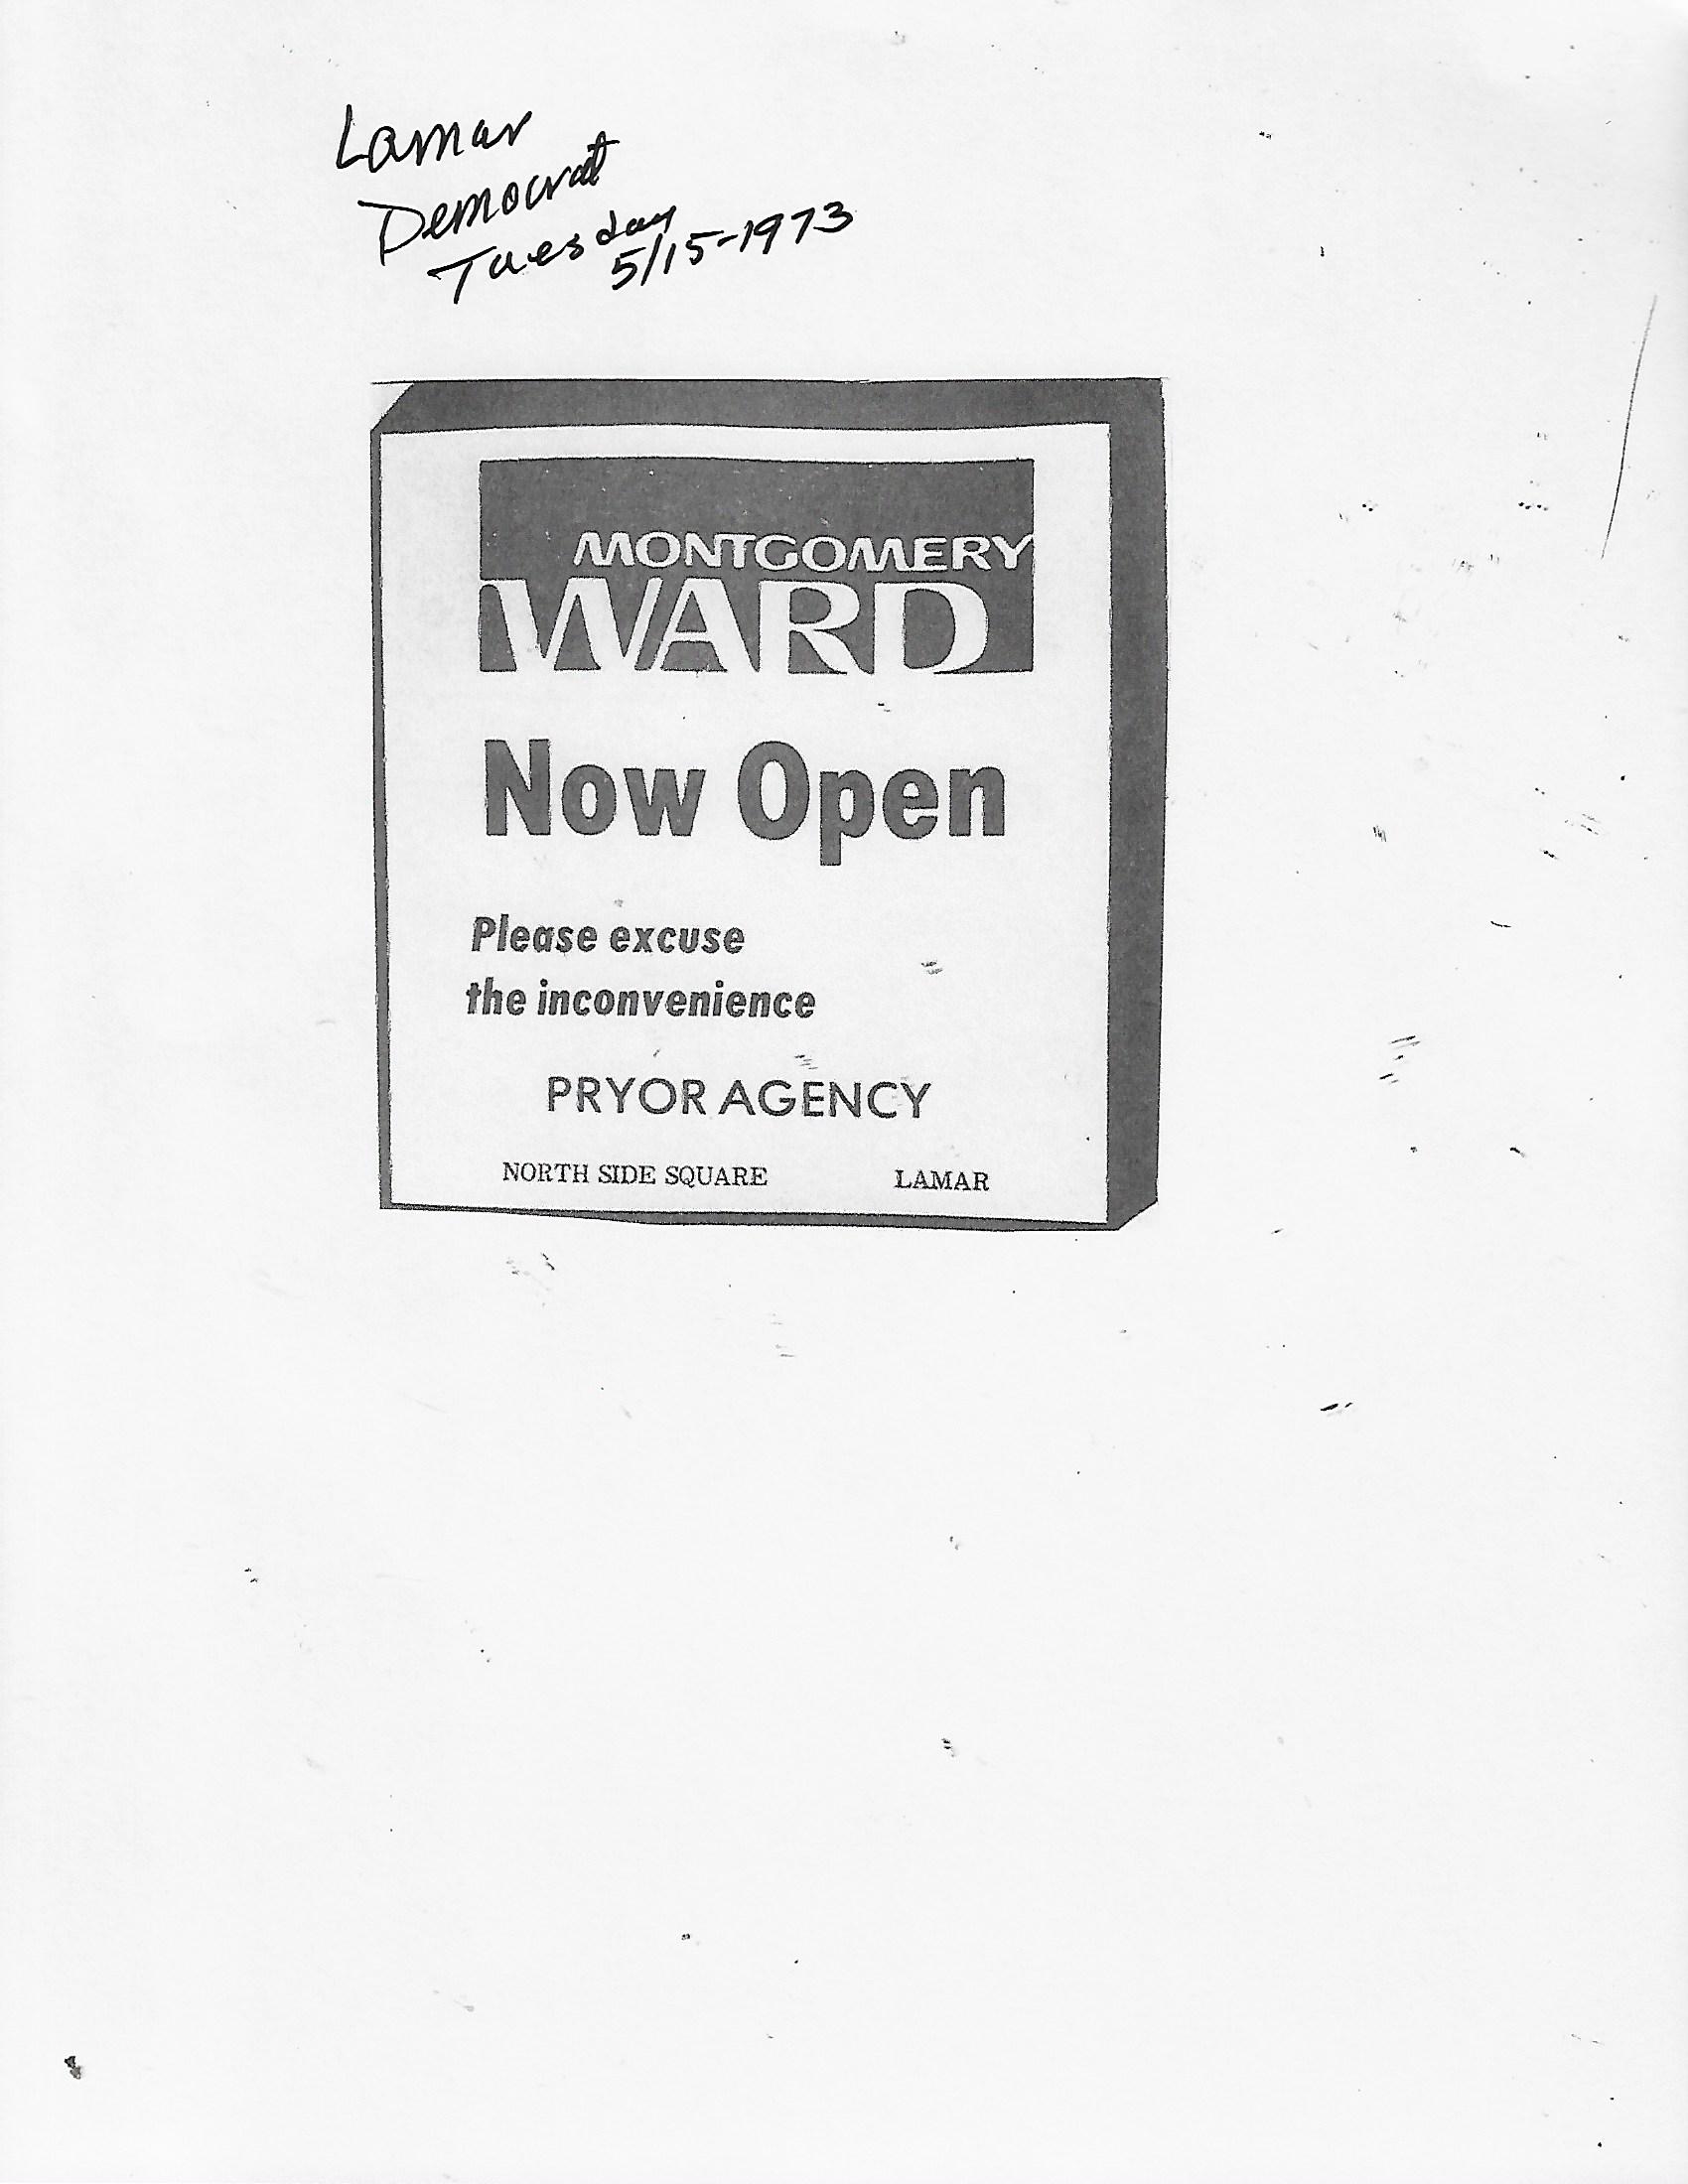 Lamar
Democrat
Tuesday
5/15-1973
MONTGOMERY
WARD
Now Open
Please excuse
the inconvenience
PRYOR AGENCY
NORTH SIDE SQUARE LAMAR